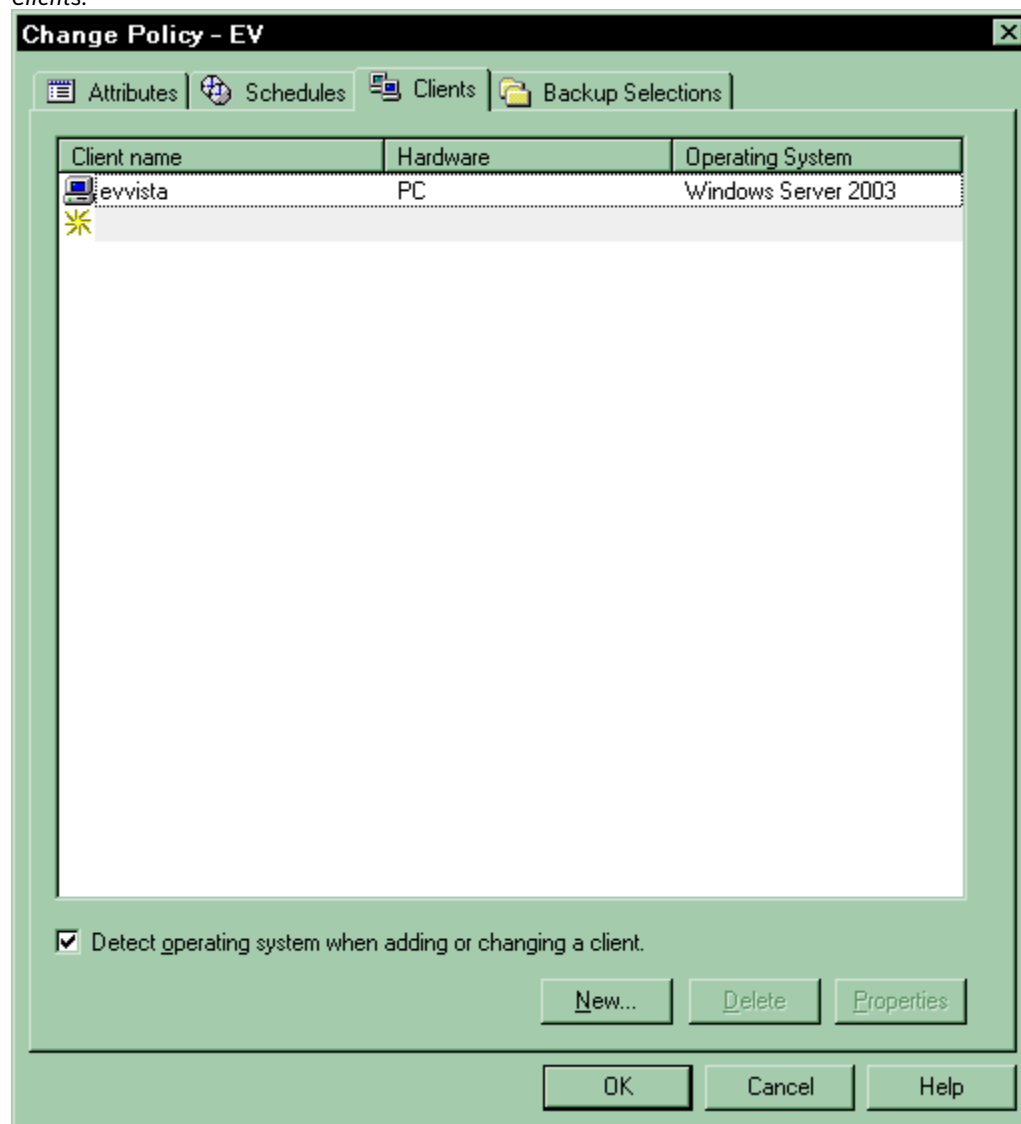 Clients.
Change Policy - EV
Attributes Schedules Clients Backup Selections
Client name Hardware Operating System
evvista PC Windows Server 2003
Detect operating system when adding or changing a client.
New... Delete Properties
OK Cancel Help